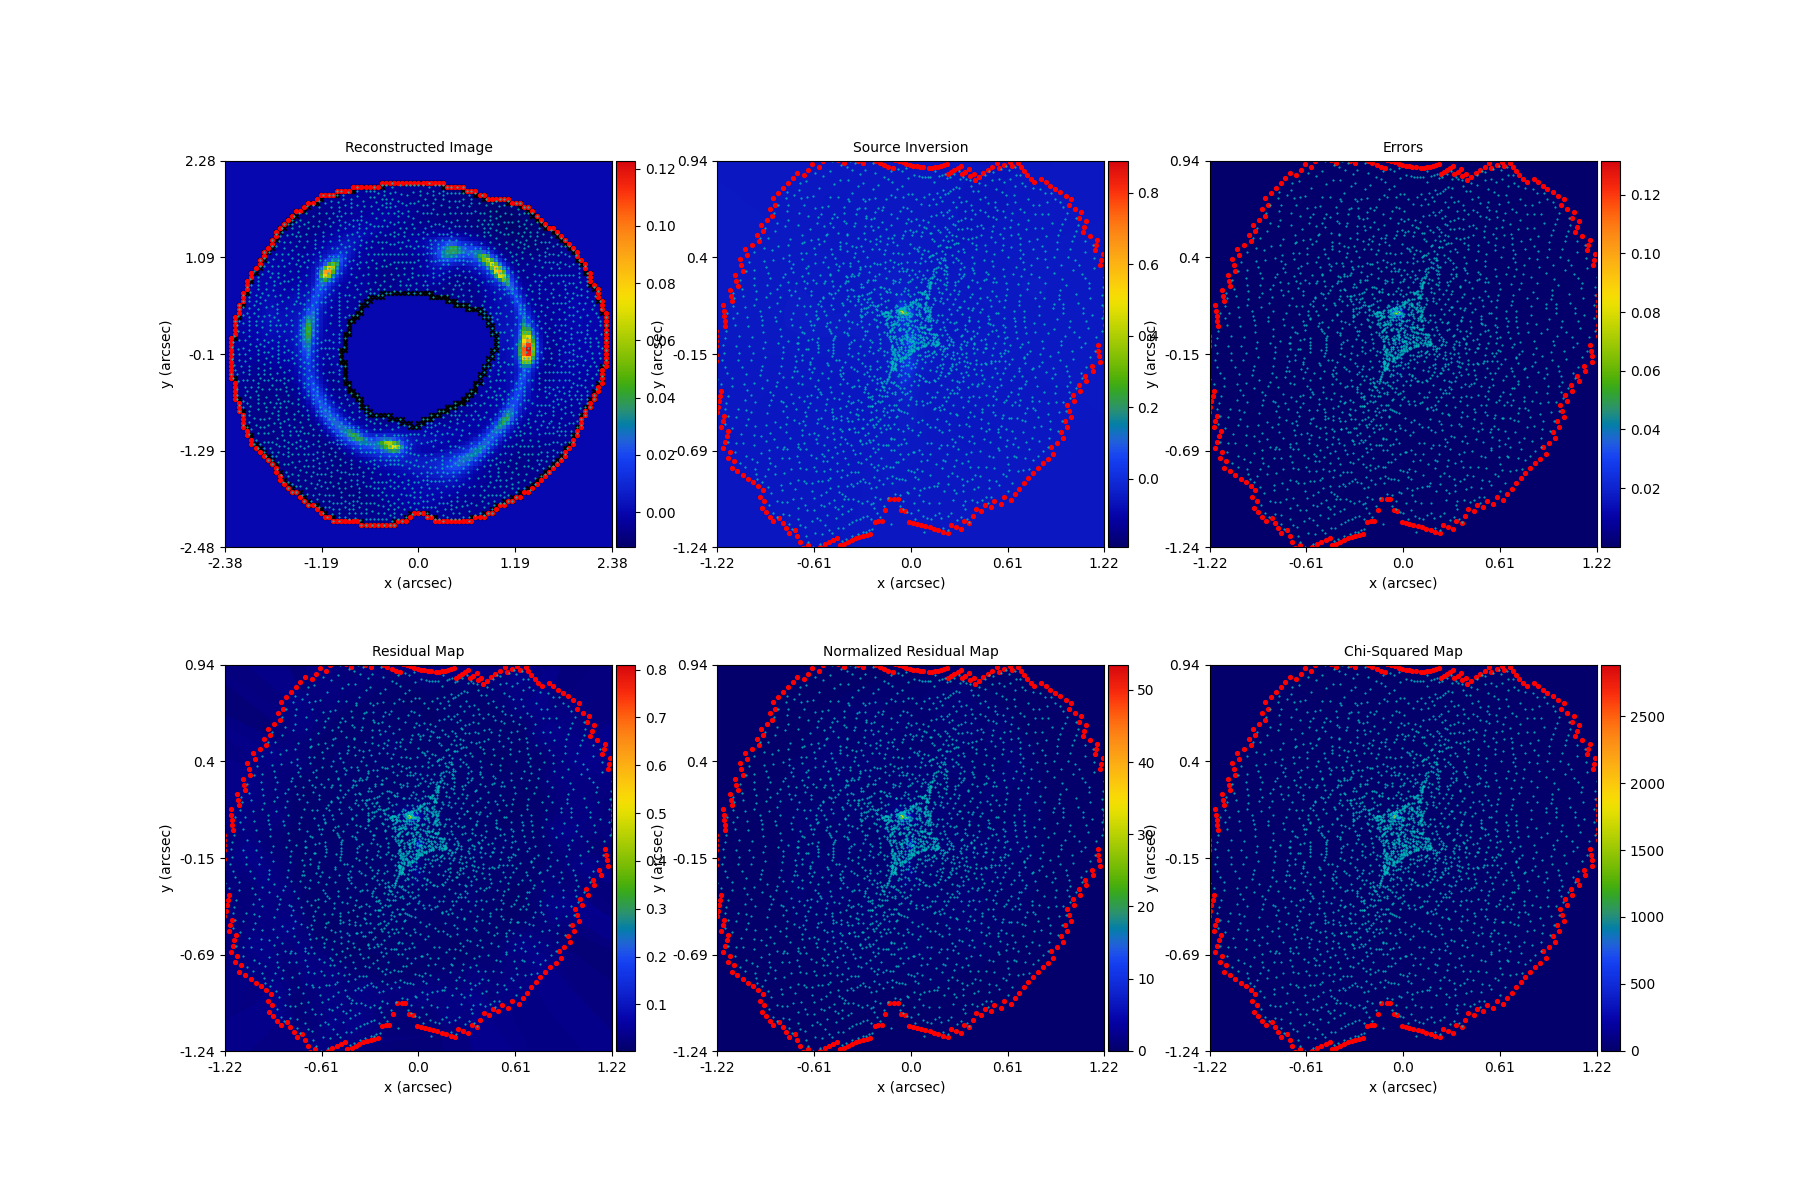 Reconstructed Image
2.28
1.09
-0.1
-1.29
-2.48
y (arcsec)
-2.38 -1.19 0.0 1.19 2.38
x (arcsec)
0.12
0.10
0.08
0.06
0.04
0.02
0.00
Source Inversion
0.94
0.4
-0.15
-0.69
-1.24
y (arcsec)
-1.22 -0.61 0.0 0.61 1.22
x (arcsec)
0.8
0.6
0.4
0.2
0.0
Errors
0.94
0.4
-0.15
-0.69
-1.24
y (arcsec)
-1.22 -0.61 0.0 0.61 1.22
x (arcsec)
0.12
0.10
0.08
0.06
0.04
0.02
Residual Map
0.94
0.4
-0.15
-0.69
-1.24
y (arcsec)
-1.22 -0.61 0.0 0.61 1.22
x (arcsec)
0.8
0.7
0.6
0.5
0.4
0.3
0.2
0.1
Normalized Residual Map
0.94
0.4
-0.15
-0.69
-1.24
y (arcsec)
-1.22 -0.61 0.0 0.61 1.22
x (arcsec)
50
40
30
20
10
0
Chi-Squared Map
0.94
0.4
-0.15
-0.69
-1.24
y (arcsec)
-1.22 -0.61 0.0 0.61 1.22
x (arcsec)
2500
2000
1500
1000
500
0